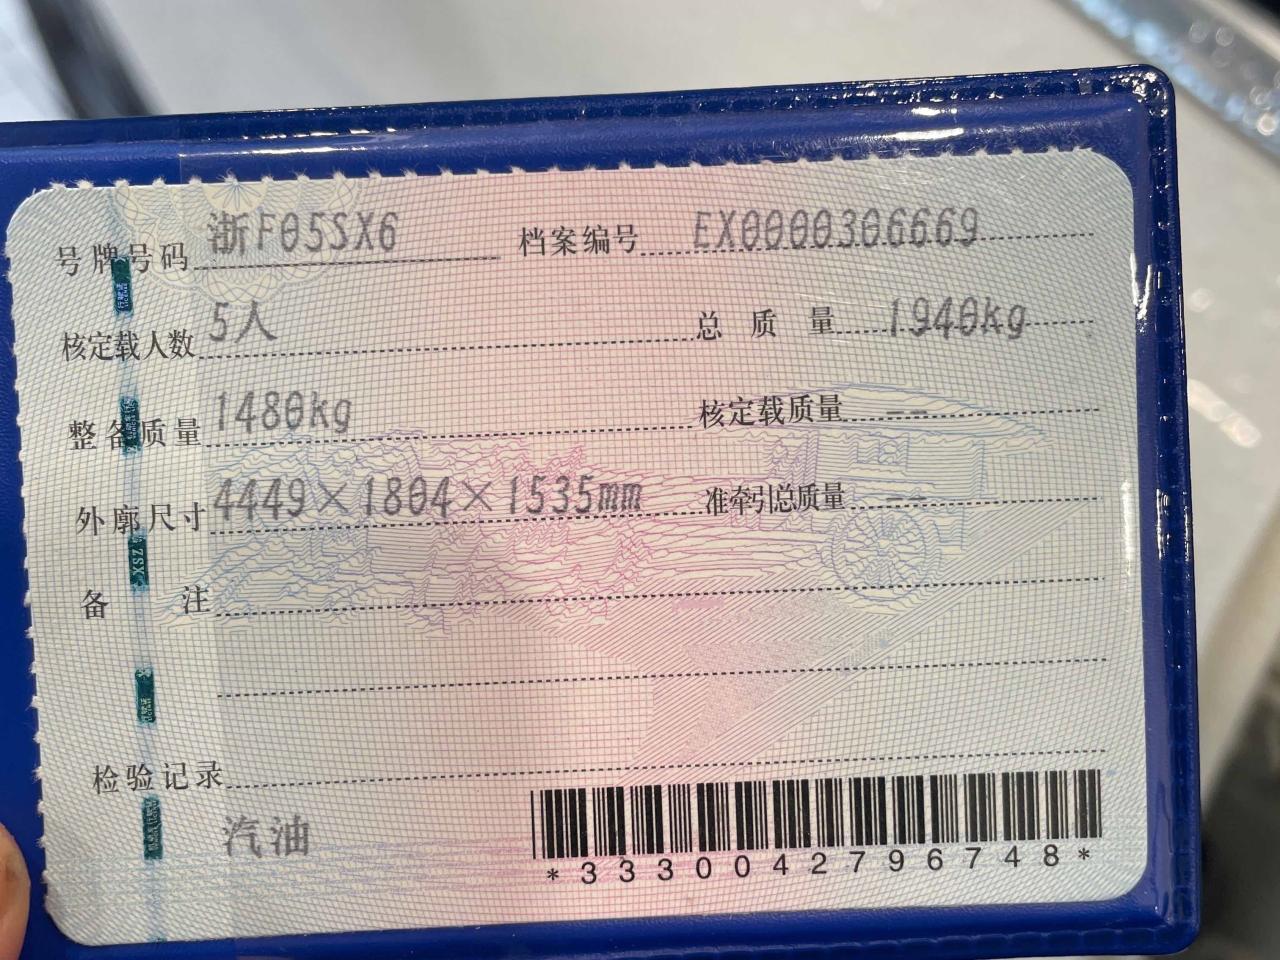 号牌号码 浙F05SX6 档案编号 EX0000306669
核定载人数 5人 总质量 1940kg
整备质量 1480kg 核定载质量 --
外廓尺寸 4449×1804×1535mm 准牵引总质量 --
备注
检验记录
汽油
*3330042796748*